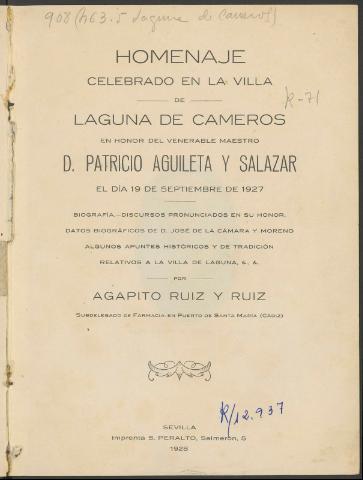 908 (463.5 Laguna de Cameros)
HOMENAJE
CELEBRADO EN LA VILLA
DE
R-71
LAGUNA DE CAMEROS
EN HONOR DEL VENERABLE MAESTRO
D. PATRICIO AGUILETA Y SALAZAR
EL DÍA 19 DE SEPTIEMBRE DE 1927
BIOGRAFÍA.—DISCURSOS PRONUNCIADOS EN SU HONOR.
DATOS BIOGRÁFICOS DE D. JOSÉ DE LA CÁMARA Y MORENO
ALGUNOS APUNTES HISTÓRICOS Y DE TRADICIÓN
RELATIVOS A LA VILLA DE LAGUNA, &. &.
POR
AGAPITO RUIZ Y RUIZ
SUBDELEGADO DE FARMACIA EN PUERTO DE SANTA MARÍA (CÁDIZ)
R/12.937
SEVILLA
Imprenta S. PERALTO, Salmerón, 5
1928